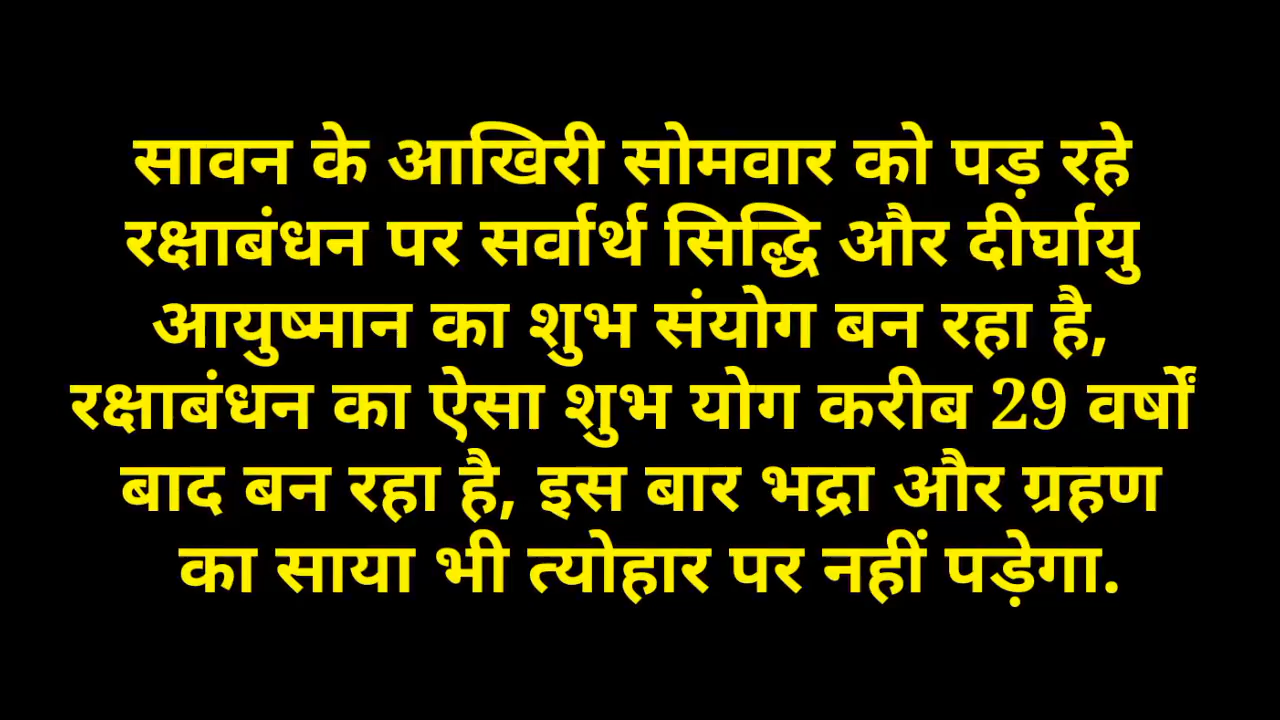 सावन के आखिरी सोमवार को पड़ रहे
रक्षाबंधन पर सर्वार्थ सिद्धि और दीर्घायु
आयुष्मान का शुभ संयोग बन रहा है,
रक्षाबंधन का ऐसा शुभ योग करीब 29 वर्षों
बाद बन रहा है, इस बार भद्रा और ग्रहण
का साया भी त्योहार पर नहीं पड़ेगा.